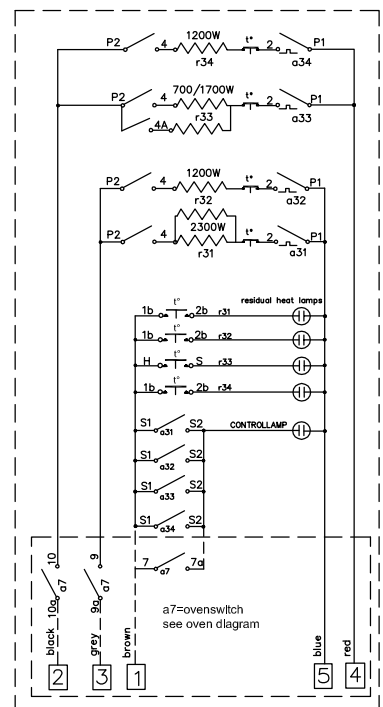 1200W
P2 4 t° 2 P1
r34 a34
700/1700W
P2 4 t° 2 P1
r33 a33
4A
1200W
P2 4 t° 2 P1
r32 a32
2300W
P2 4 t° 2 P1
r31 a31
residual heat lamps
t°
1b 2b r31
t°
1b 2b r32
t°
H S r33
t°
1b 2b r34
S1 a31 S2 CONTROLLAMP
S1 a32 S2
S1 a33 S2
S1 a34 S2
7 a7 7a
10 a7 10a
9 a7 9a
a7=ovenswitch
see oven diagram
black grey brown blue red
2 3 1 5 4